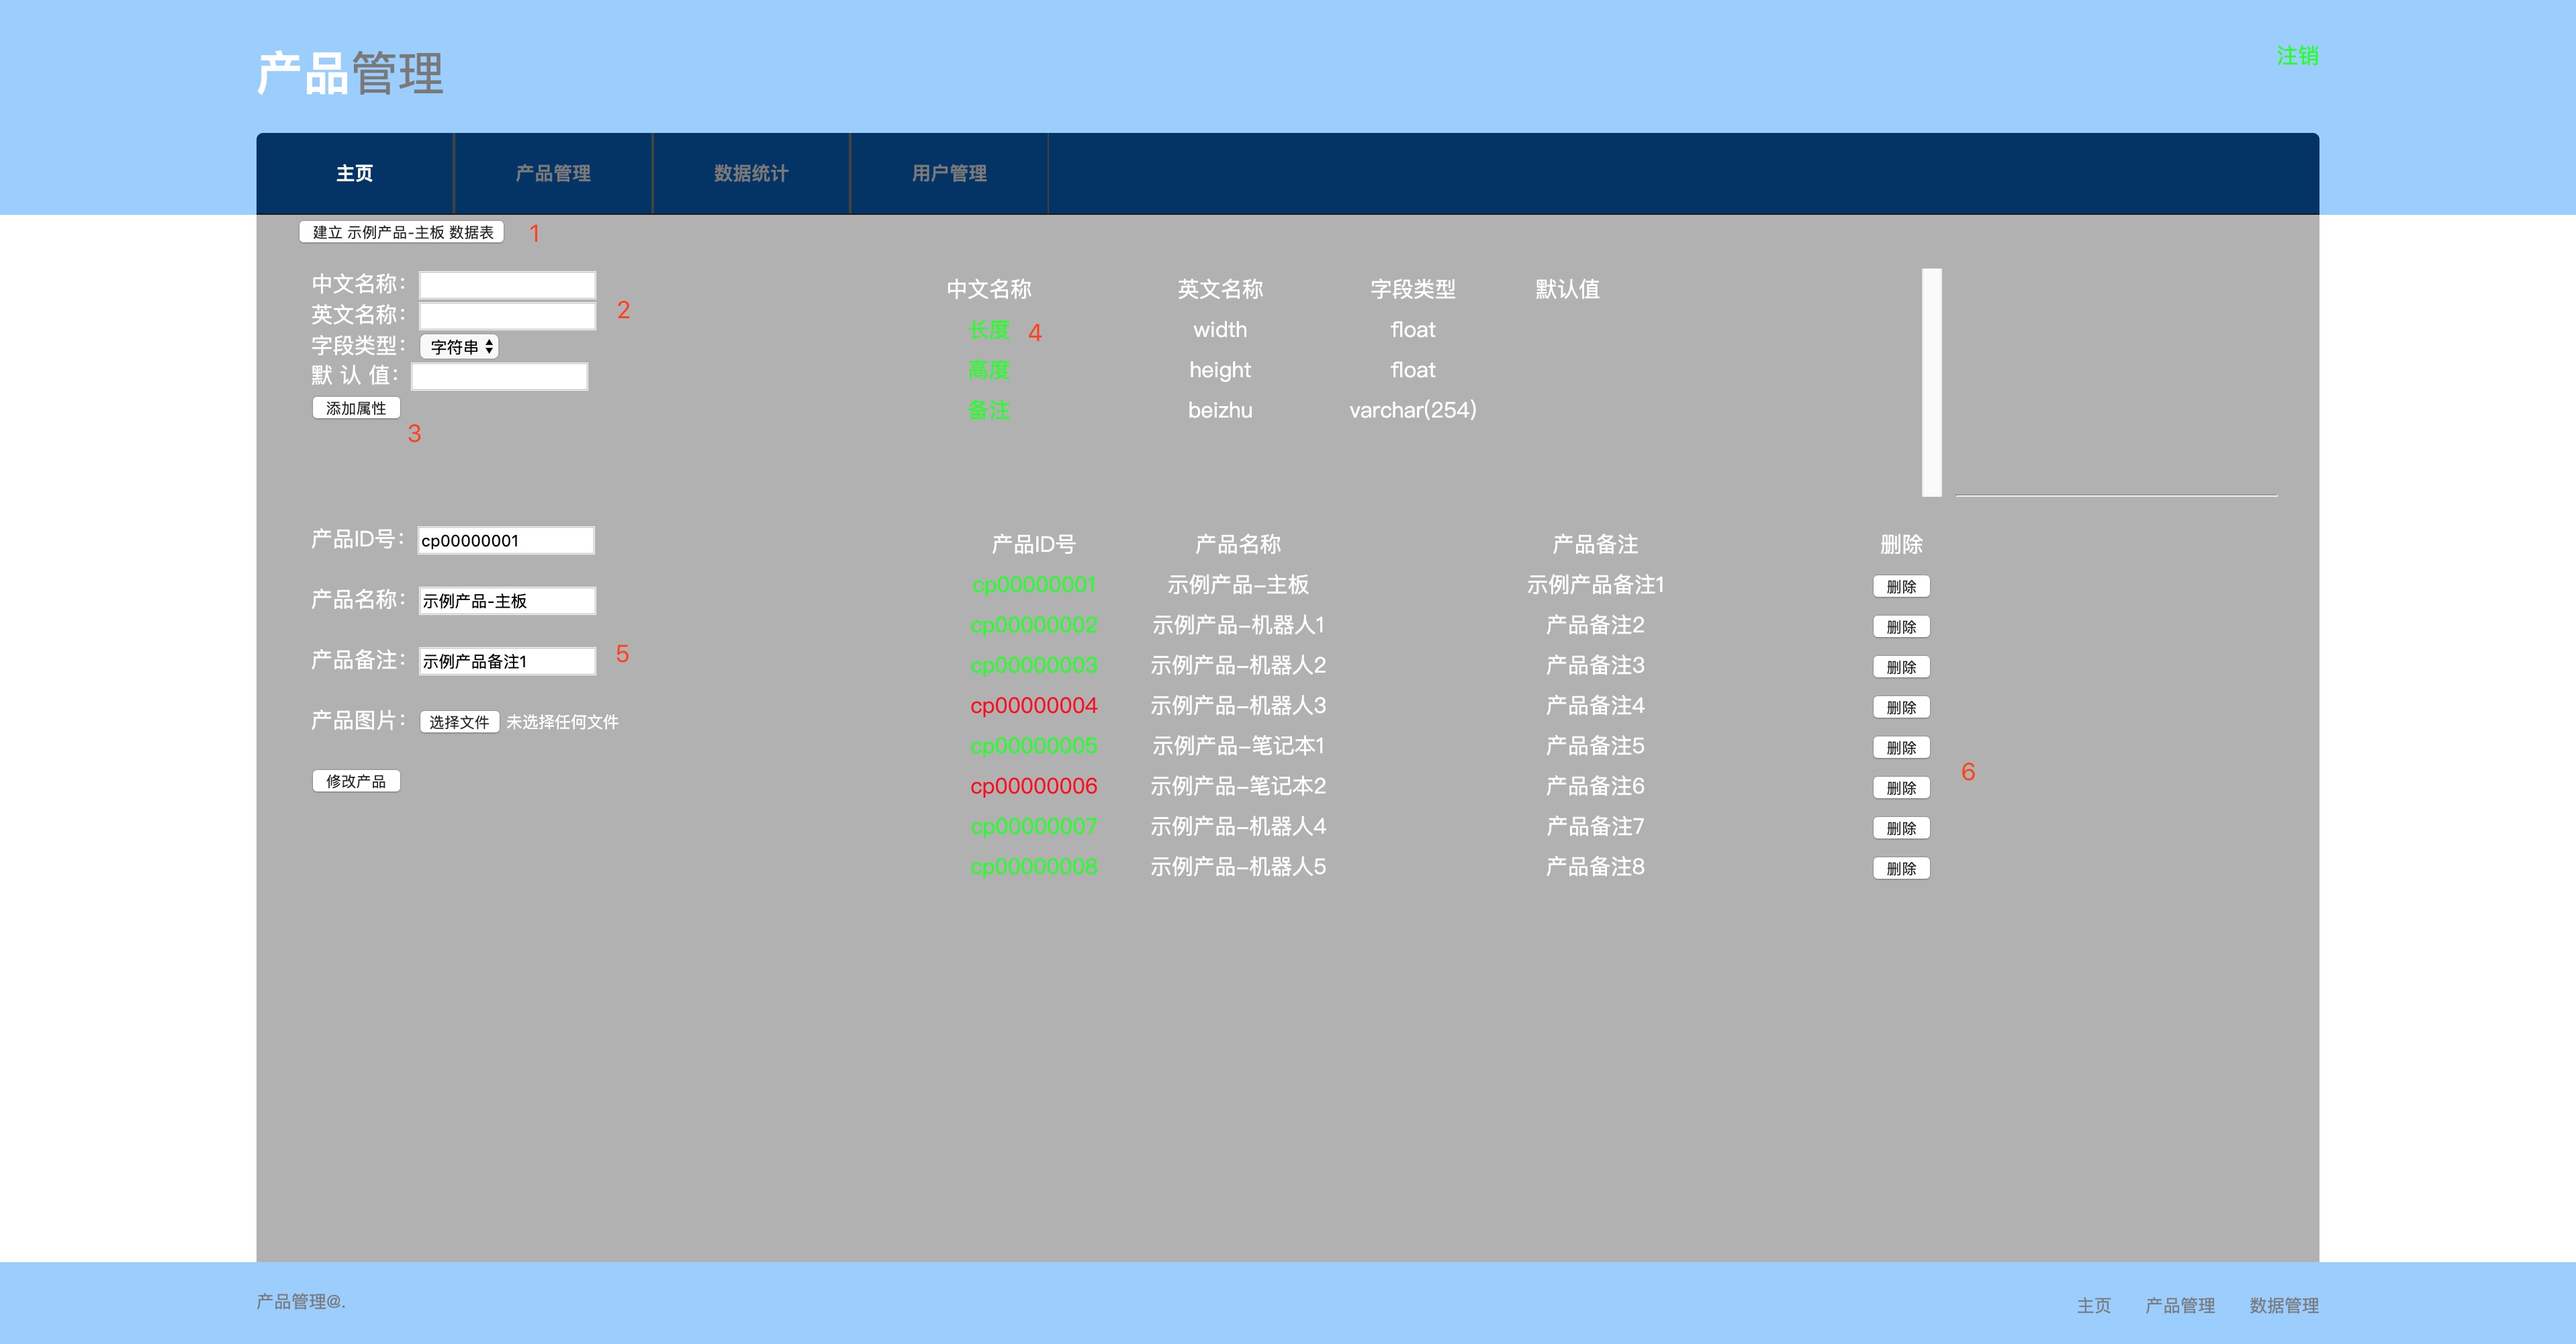 产品管理
注销
主页 产品管理 数据统计 用户管理
建立 示例产品-主板 数据表 1
中文名称：
英文名称： 2
字段类型： 字符串
默 认 值：
添加属性
3
中文名称 英文名称 字段类型 默认值
长度 4 width float
高度 height float
备注 beizhu varchar(254)
产品ID号： cp00000001
产品名称： 示例产品-主板
产品备注： 示例产品备注1 5
产品图片： 选择文件 未选择任何文件
修改产品
产品ID号 产品名称 产品备注 删除
cp00000001 示例产品-主板 示例产品备注1 删除
cp00000002 示例产品-机器人1 产品备注2 删除
cp00000003 示例产品-机器人2 产品备注3 删除
cp00000004 示例产品-机器人3 产品备注4 删除
cp00000005 示例产品-笔记本1 产品备注5 删除
6
cp00000006 示例产品-笔记本2 产品备注6 删除
cp00000007 示例产品-机器人4 产品备注7 删除
cp00000008 示例产品-机器人5 产品备注8 删除
产品管理@.
主页 产品管理 数据管理